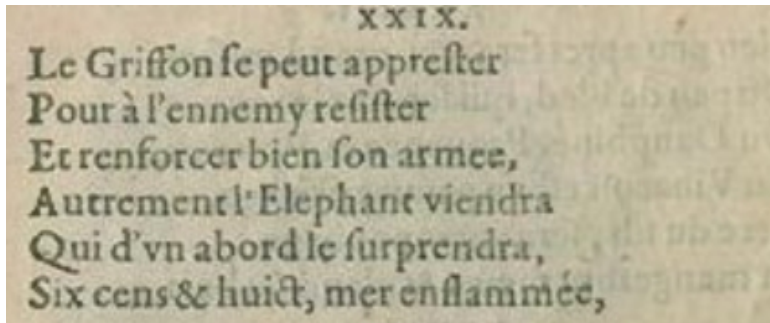 XXIX.
Le Griffon ſe peut appreſter
Pour à l'ennemy reſiſter
Et renforcer bien ſon armee,
Autrement l'Elephant viendra
Qui d'vn abord le ſurprendra,
Six cens & huict, mer enflammée,